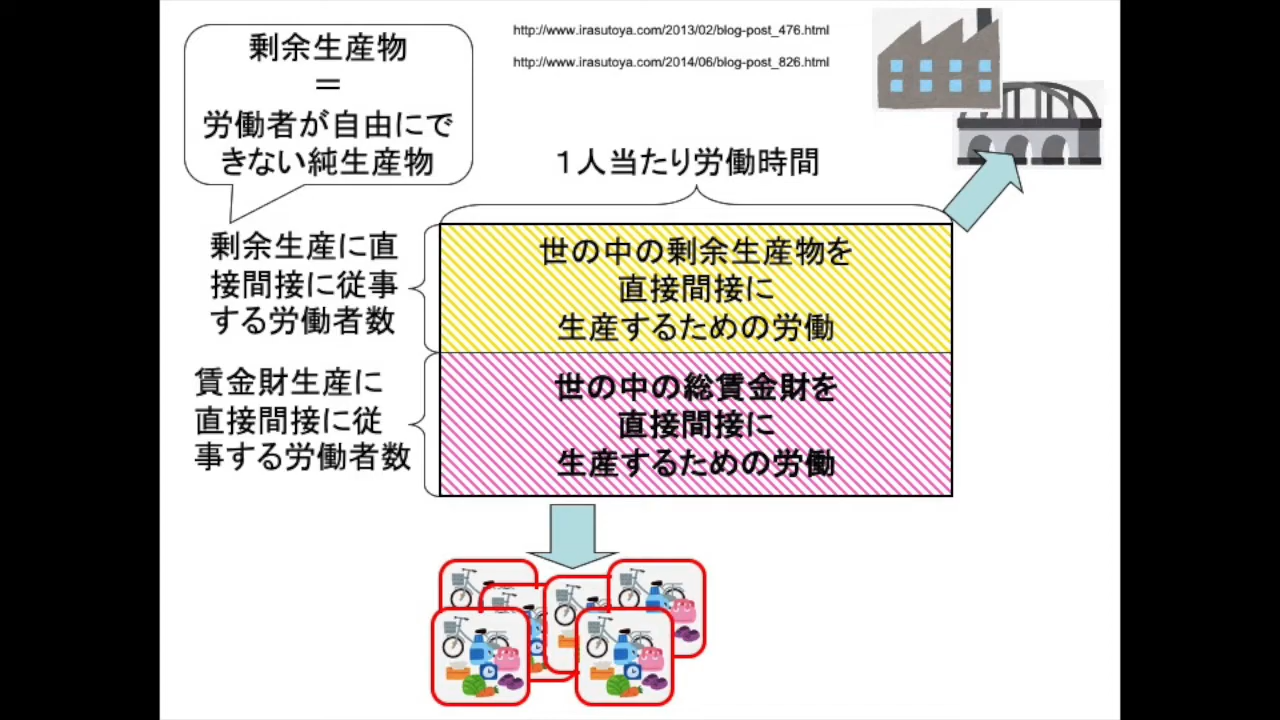 剰余生産物
＝
労働者が自由にで
きない純生産物
http://www.irasutoya.com/2013/02/blog-post_476.html
http://www.irasutoya.com/2014/06/blog-post_826.html
１人当たり労働時間
剰余生産に直
接間接に従事
する労働者数
世の中の剰余生産物を
直接間接に
生産するための労働
賃金財生産に
直接間接に従
事する労働者数
世の中の総賃金財を
直接間接に
生産するための労働